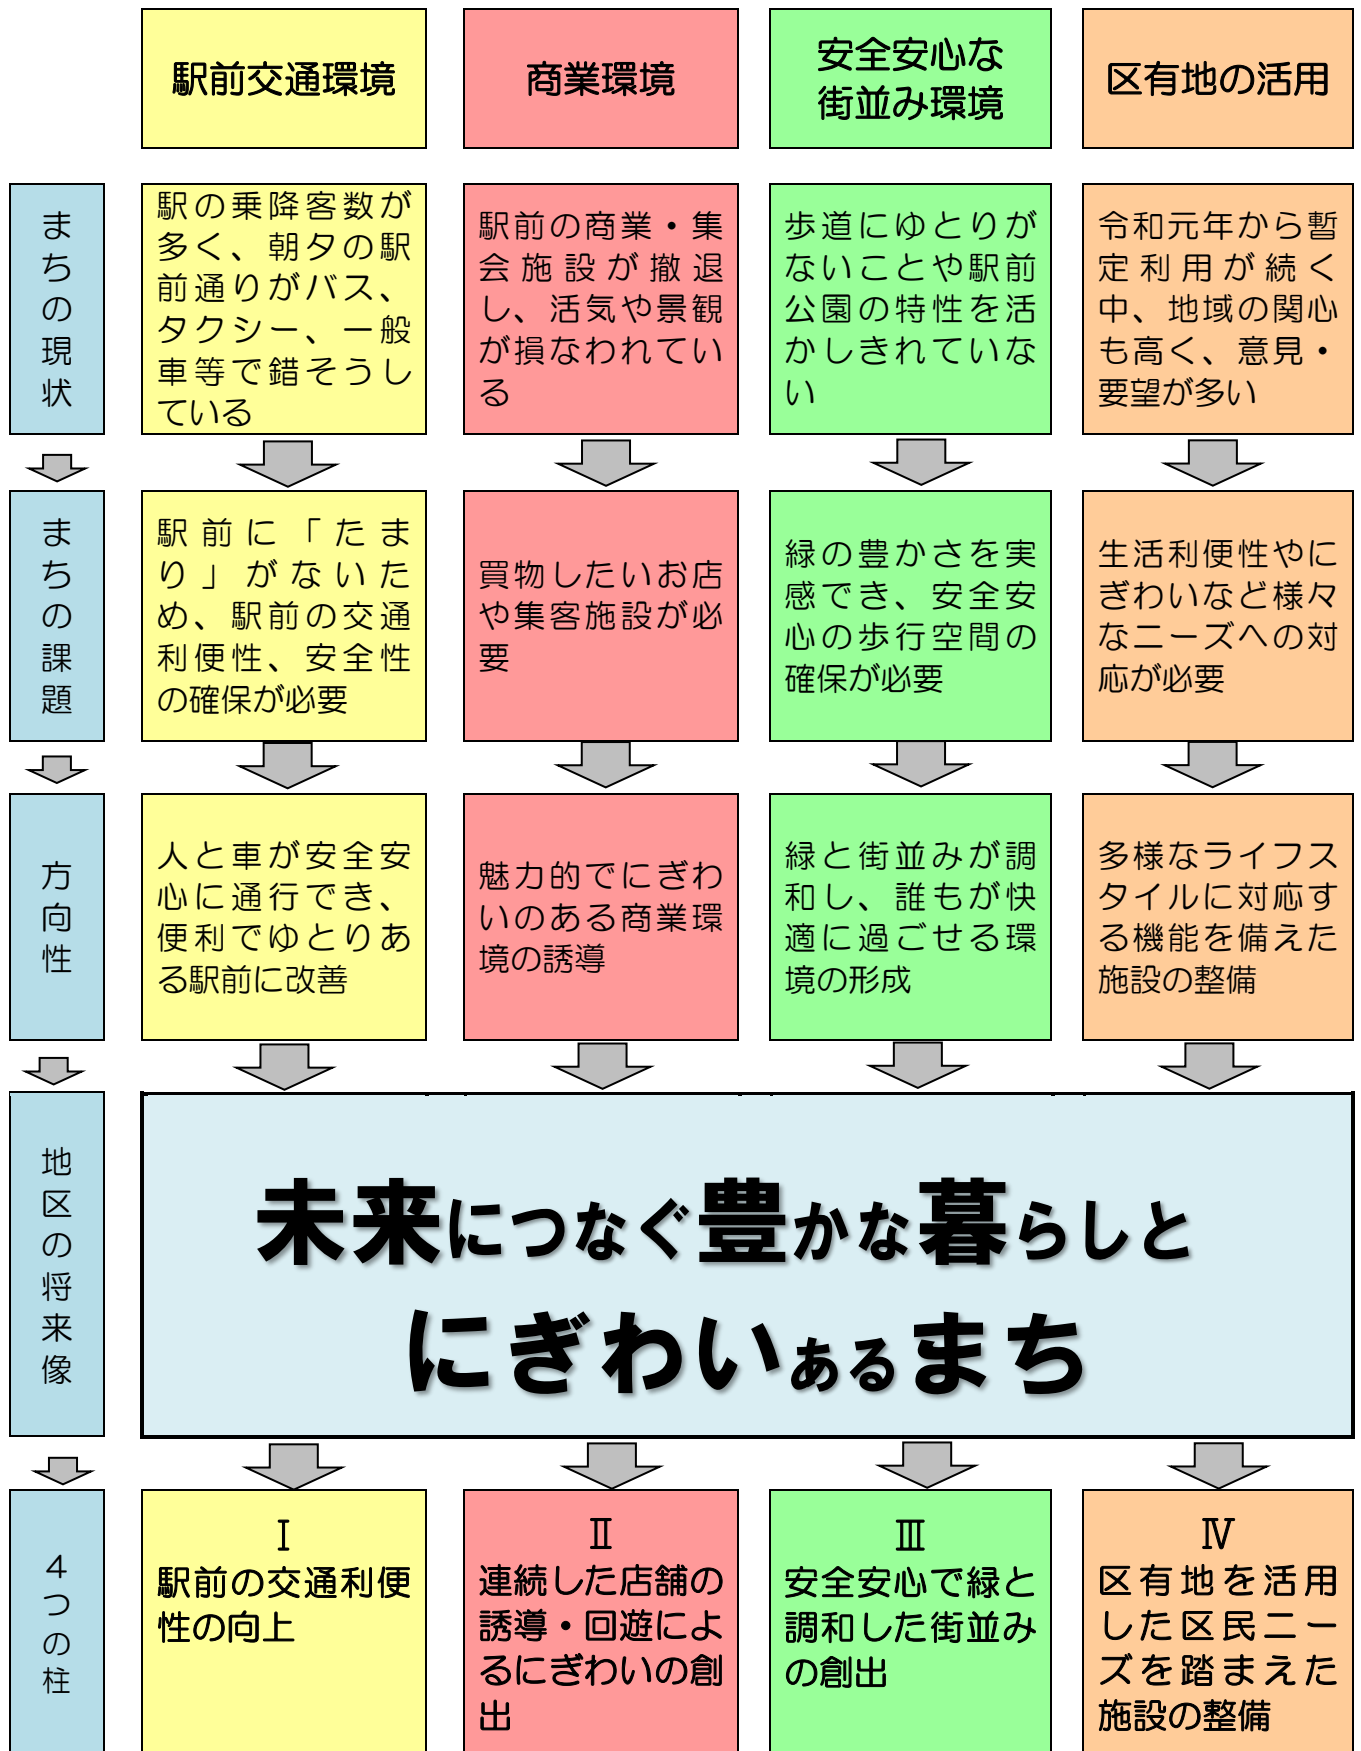 駅前交通環境
商業環境
安全安心な
街並み環境
区有地の活用
まちの現状
駅の乗降客数が
多く、朝夕の駅
前通りがバス、
タクシー、一般
車等で錯そうし
ている
駅前の商業・集
会施設が撤退
し、活気や景観
が損なわれてい
る
歩道にゆとりが
ないことや駅前
公園の特性を活
かしきれていな
い
令和元年から暫
定利用が続く
中、地域の関心
も高く、意見・
要望が多い
まちの課題
駅前に「たま
り」がないた
め、駅前の交通
利便性、安全性
の確保が必要
買物したいお店
や集客施設が必
要
緑の豊かさを実
感でき、安全安
心の歩行空間の
確保が必要
生活利便性やに
ぎわいなど様々
なニーズへの対
応が必要
方向性
人と車が安全安
心に通行でき、
便利でゆとりあ
る駅前に改善
魅力的でにぎわ
いのある商業環
境の誘導
緑と街並みが調
和し、誰もが快
適に過ごせる環
境の形成
多様なライフス
タイルに対応す
る機能を備えた
施設の整備
地区の将来像
未来につなぐ豊かな暮らしと
にぎわいあるまち
4つの柱
Ⅰ
駅前の交通利便
性の向上
Ⅱ
連続した店舗の
誘導・回遊によ
るにぎわいの創
出
Ⅲ
安全安心で緑と
調和した街並み
の創出
Ⅳ
区有地を活用
した区民ニー
ズを踏まえた
施設の整備